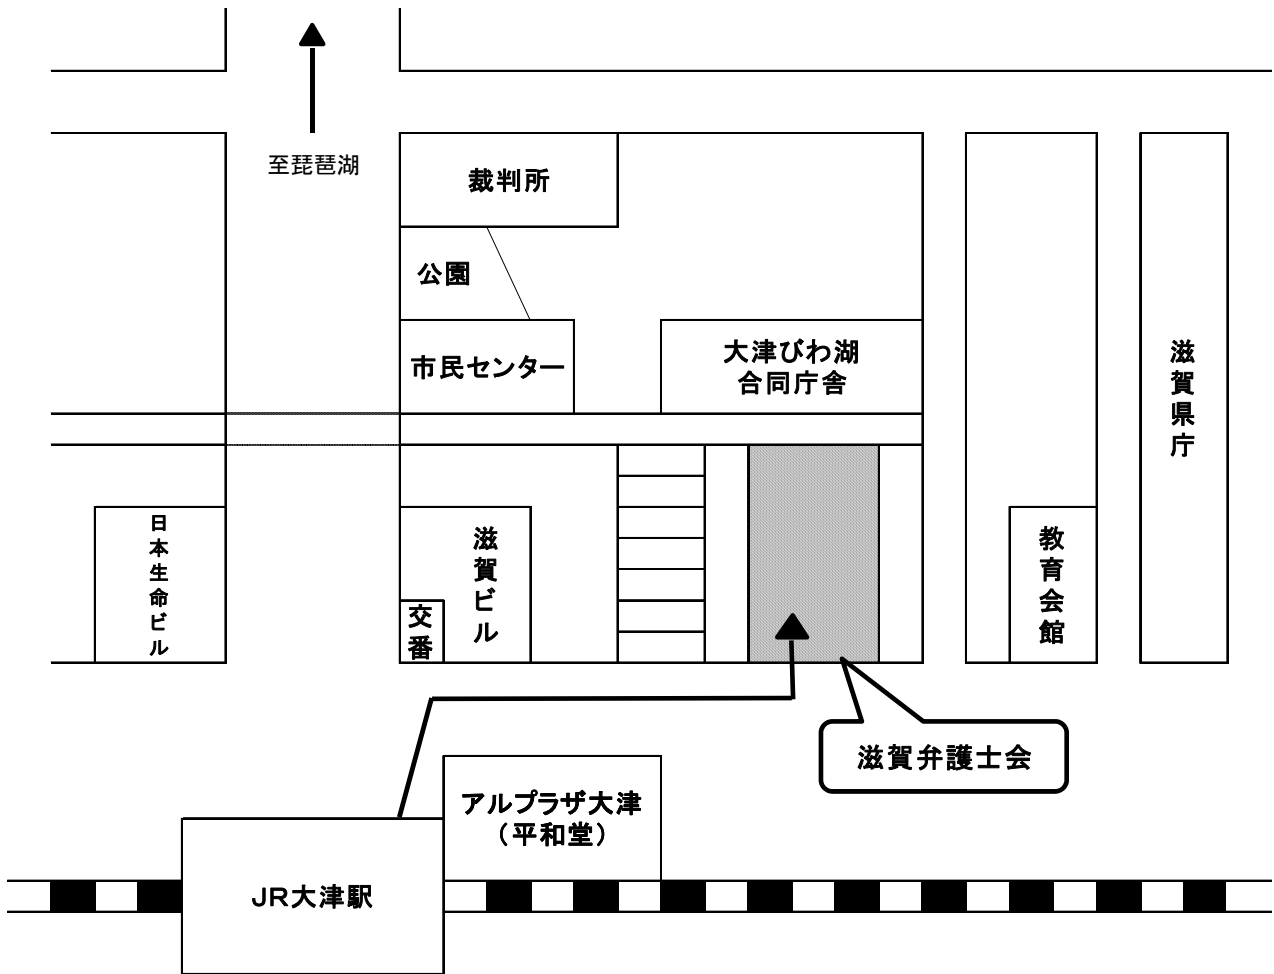 至琵琶湖
裁判所
公園
市民センター
大津びわ湖
合同庁舎
滋賀県庁
日本生命ビル
滋賀ビル
交番
教育会館
滋賀弁護士会
アルプラザ大津
（平和堂）
JR大津駅